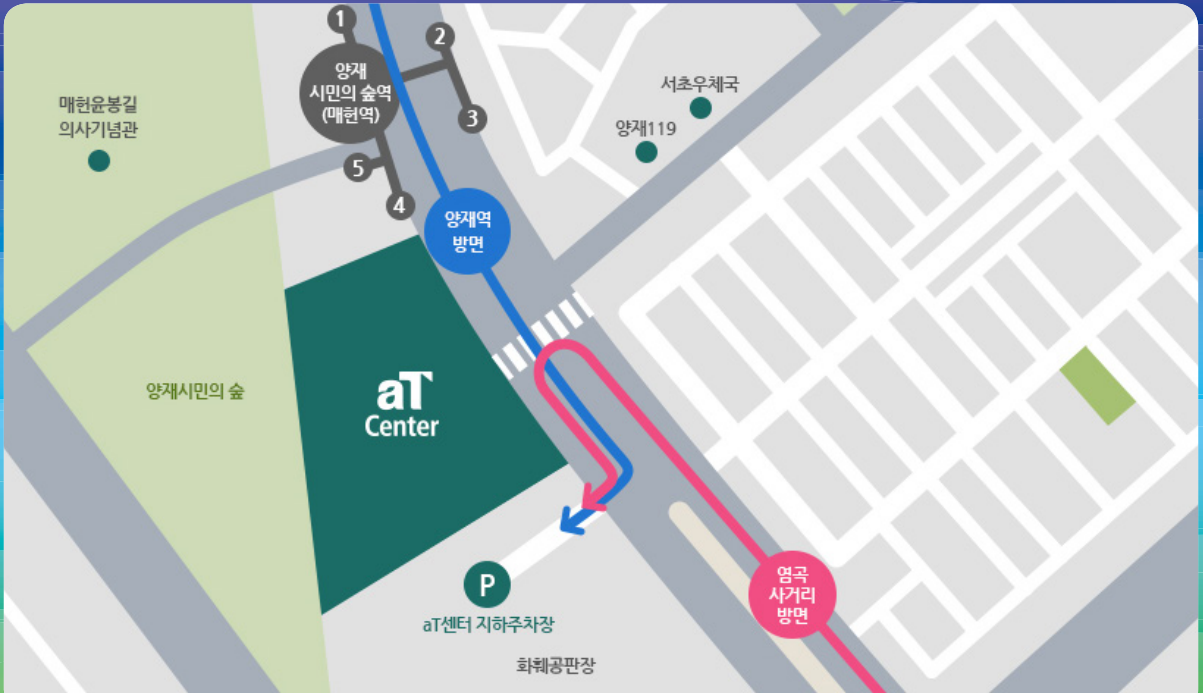 1
2
양재
시민의 숲역
(매헌역)
3
5
4
매헌윤봉길
의사기념관
서초우체국
양재119
양재역
방면
양재시민의 숲
aT
Center
P
aT센터 지하주차장
염곡
사거리
방면
화훼공판장